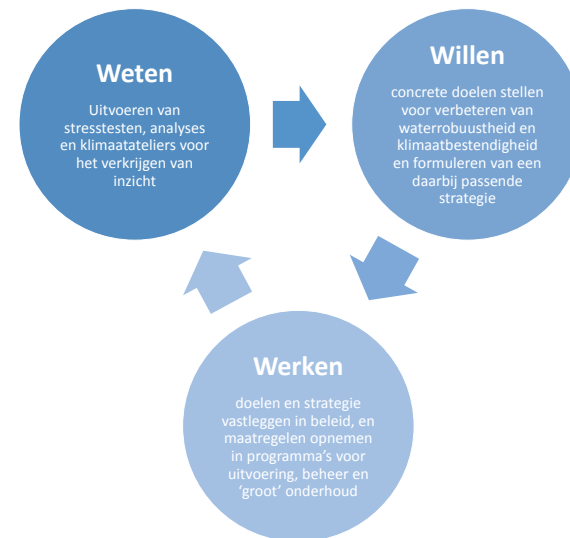 Weten
Uitvoeren van
stresstesten, analyses
en klimaatateliers voor
het verkrijgen van
inzicht
Willen
concrete doelen stellen
voor verbeteren van
waterrobuustheid en
klimaatbestendigheid
en formuleren van een
daarbij passende
strategie
Werken
doelen en strategie
vastleggen in beleid, en
maatregelen opnemen
in programma's voor
uitvoering, beheer en
‘groot’ onderhoud